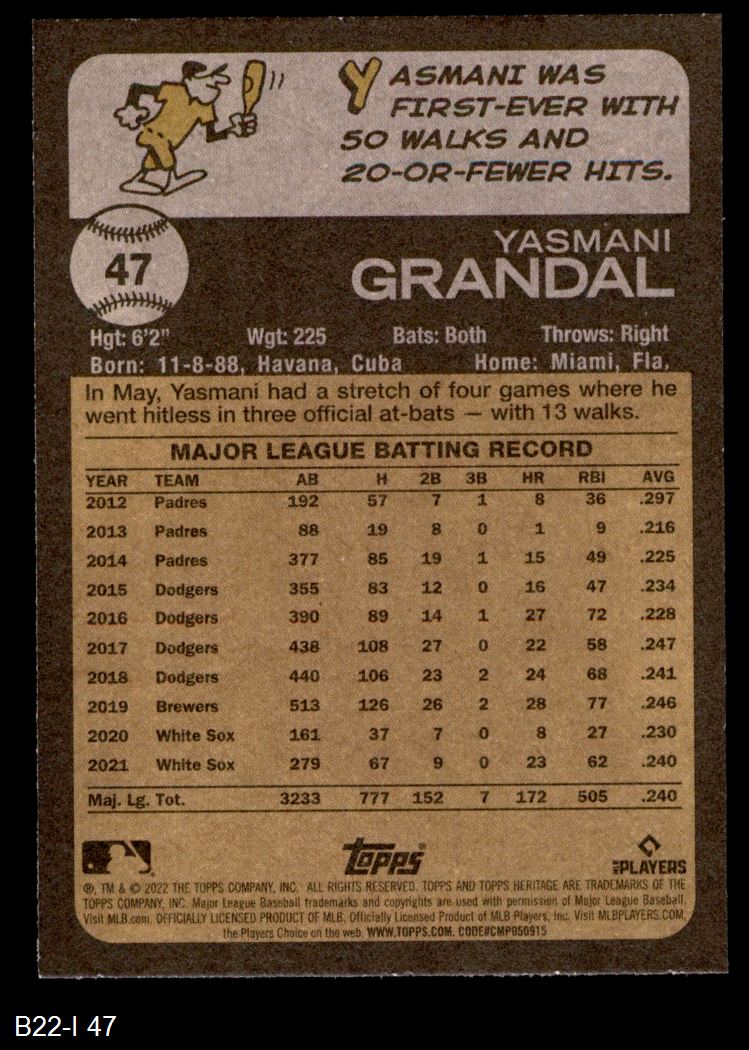 YASMANI WAS
FIRST-EVER WITH
50 WALKS AND
20-OR-FEWER HITS.
47
YASMANI
GRANDAL
Hgt: 6'2" Wgt: 225 Bats: Both Throws: Right
Born: 11-8-88, Havana, Cuba Home: Miami, Fla.
In May, Yasmani had a stretch of four games where he
went hitless in three official at-bats — with 13 walks.
MAJOR LEAGUE BATTING RECORD
YEAR TEAM AB H 2B 3B HR RBI AVG
2012 Padres 192 57 7 1 8 36 .297
2013 Padres 88 19 8 0 1 9 .216
2014 Padres 377 85 19 1 15 49 .225
2015 Dodgers 355 83 12 0 16 47 .234
2016 Dodgers 390 89 14 1 27 72 .228
2017 Dodgers 438 108 27 0 22 58 .247
2018 Dodgers 440 106 23 2 24 68 .241
2019 Brewers 513 126 26 2 28 77 .246
2020 White Sox 161 37 7 0 8 27 .230
2021 White Sox 279 67 9 0 23 62 .240
Maj. Lg. Tot. 3233 777 152 7 172 505 .240
Topps
MLB PLAYERS
®, TM & © 2022 THE TOPPS COMPANY, INC. ALL RIGHTS RESERVED. TOPPS AND TOPPS HERITAGE ARE TRADEMARKS OF THE
TOPPS COMPANY, INC. Major League Baseball trademarks and copyrights are used with permission of Major League Baseball.
Visit MLB.com. OFFICIALLY LICENSED PRODUCT OF MLB. Officially Licensed Product of MLB Players, Inc. Visit MLBPLAYERS.COM,
the Players Choice on the web. WWW.TOPPS.COM. CODE#CMP050915
B22-I 47